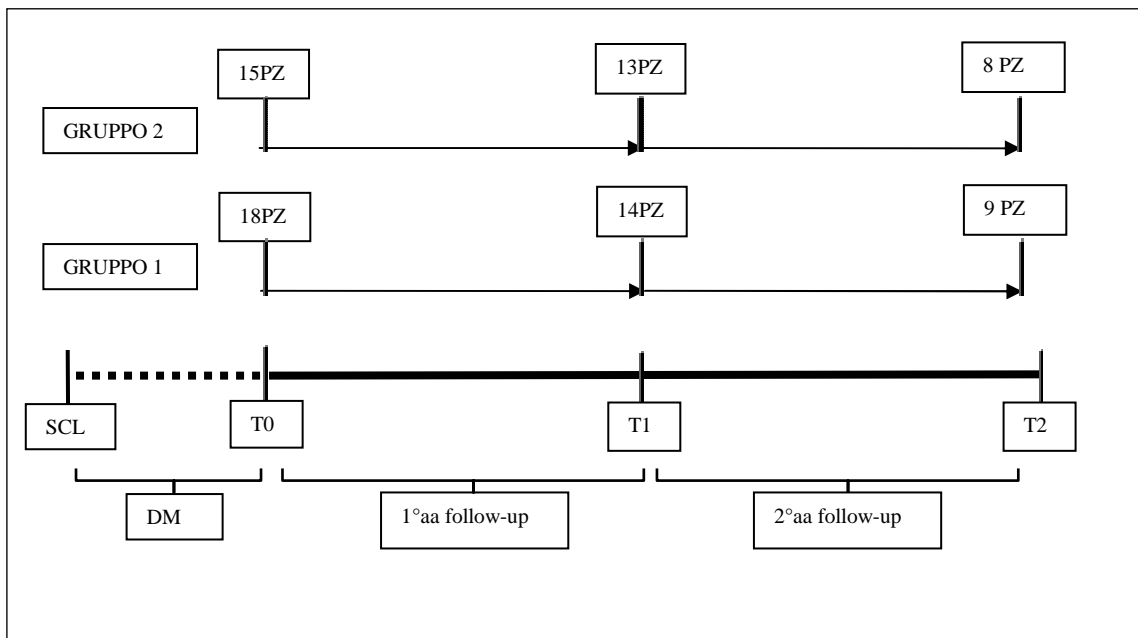 15PZ
13PZ
8 PZ
GRUPPO 2
18PZ
14PZ
9 PZ
GRUPPO 1
SCL
T0
T1
T2
DM
1°aa follow-up
2°aa follow-up